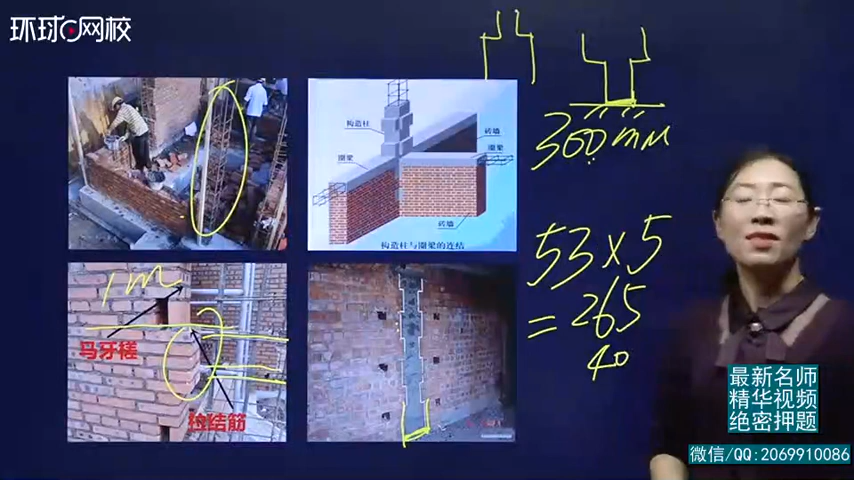 环球网校
构造柱
砖墙
圈梁
圈梁
砖墙
构造柱与圈梁的连结
1m
马牙槎
拉结筋
300mm
53×5
=265
40
最新名师
精华视频
绝密押题
微信/QQ:2069910086